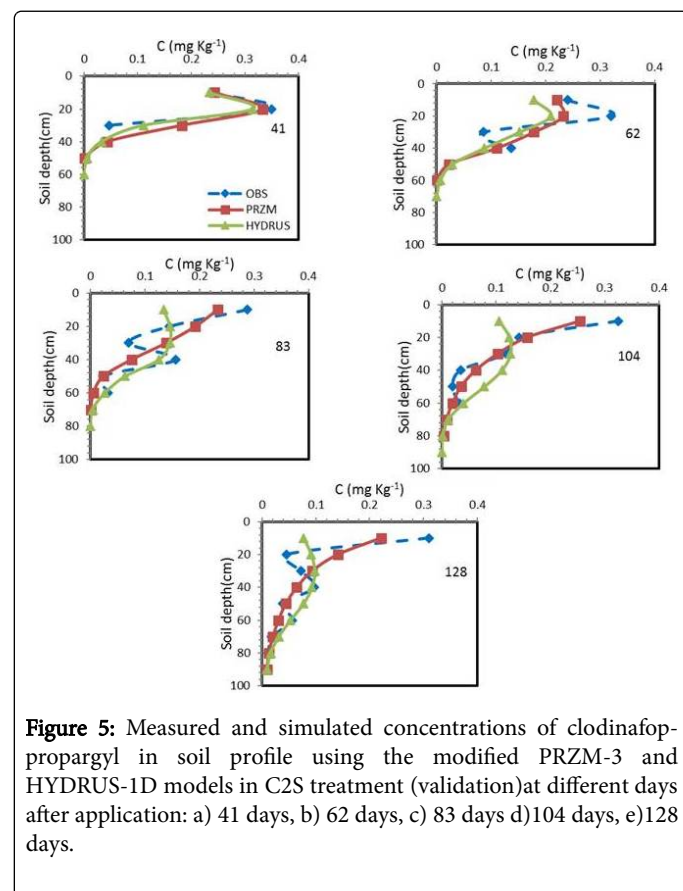 C (mg Kg-1)
0 0.1 0.2 0.3 0.4
0
20
40
60
80
100
Soil depth(cm)
41
OBS
PRZM
HYDRUS
C (mg Kg-1)
0 0.1 0.2 0.3 0.4
0
20
40
60
80
100
Soil depth(cm)
62
C (mg Kg-1)
0 0.1 0.2 0.3 0.4
0
20
40
60
80
100
Soil depth(cm)
83
C (mg Kg-1)
0 0.1 0.2 0.3 0.4
0
20
40
60
80
100
Soil depth(cm)
104
C (mg Kg-1)
0 0.1 0.2 0.3 0.4
0
20
40
60
80
100
Soil depth(cm)
128
Figure 5: Measured and simulated concentrations of clodinafop-
propargyl in soil profile using the modified PRZM-3 and
HYDRUS-1D models in C2S treatment (validation)at different days
after application: a) 41 days, b) 62 days, c) 83 days d)104 days, e)128
days.